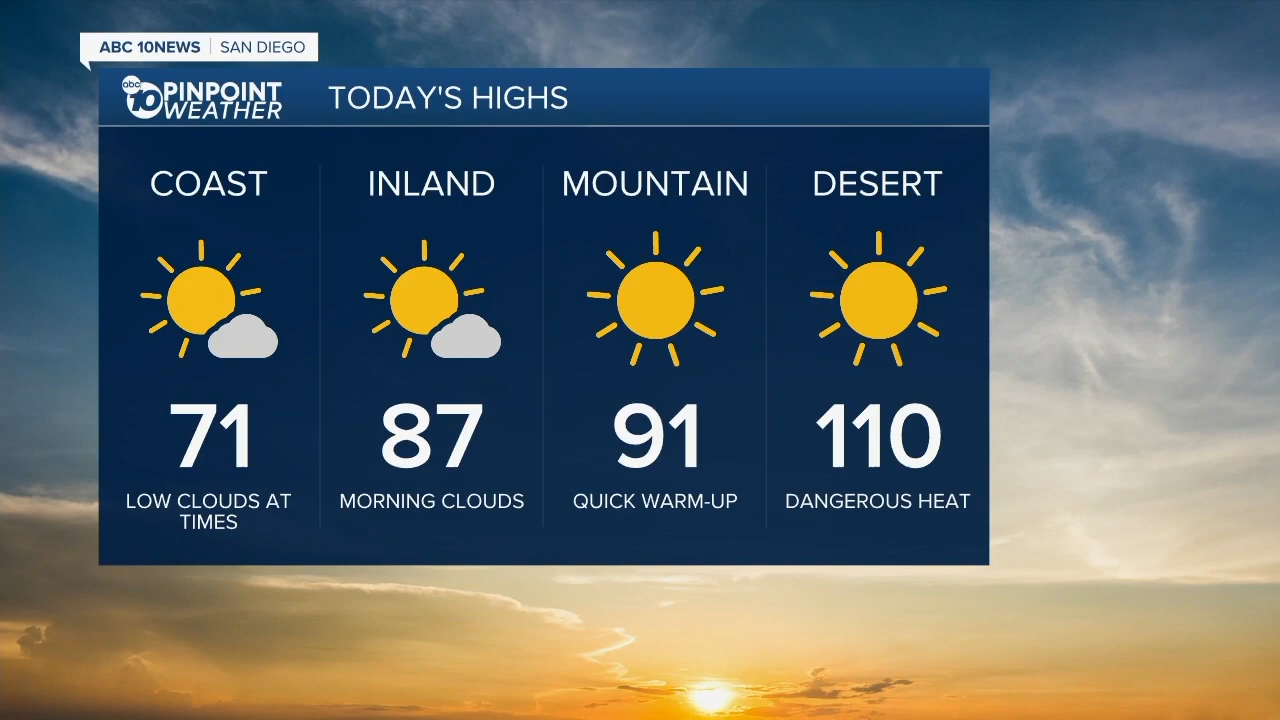 ABC 10NEWS | SAN DIEGO
abc 10 PINPOINT WEATHER
TODAY'S HIGHS
COAST
71
LOW CLOUDS AT
TIMES
INLAND
87
MORNING CLOUDS
MOUNTAIN
91
QUICK WARM-UP
DESERT
110
DANGEROUS HEAT